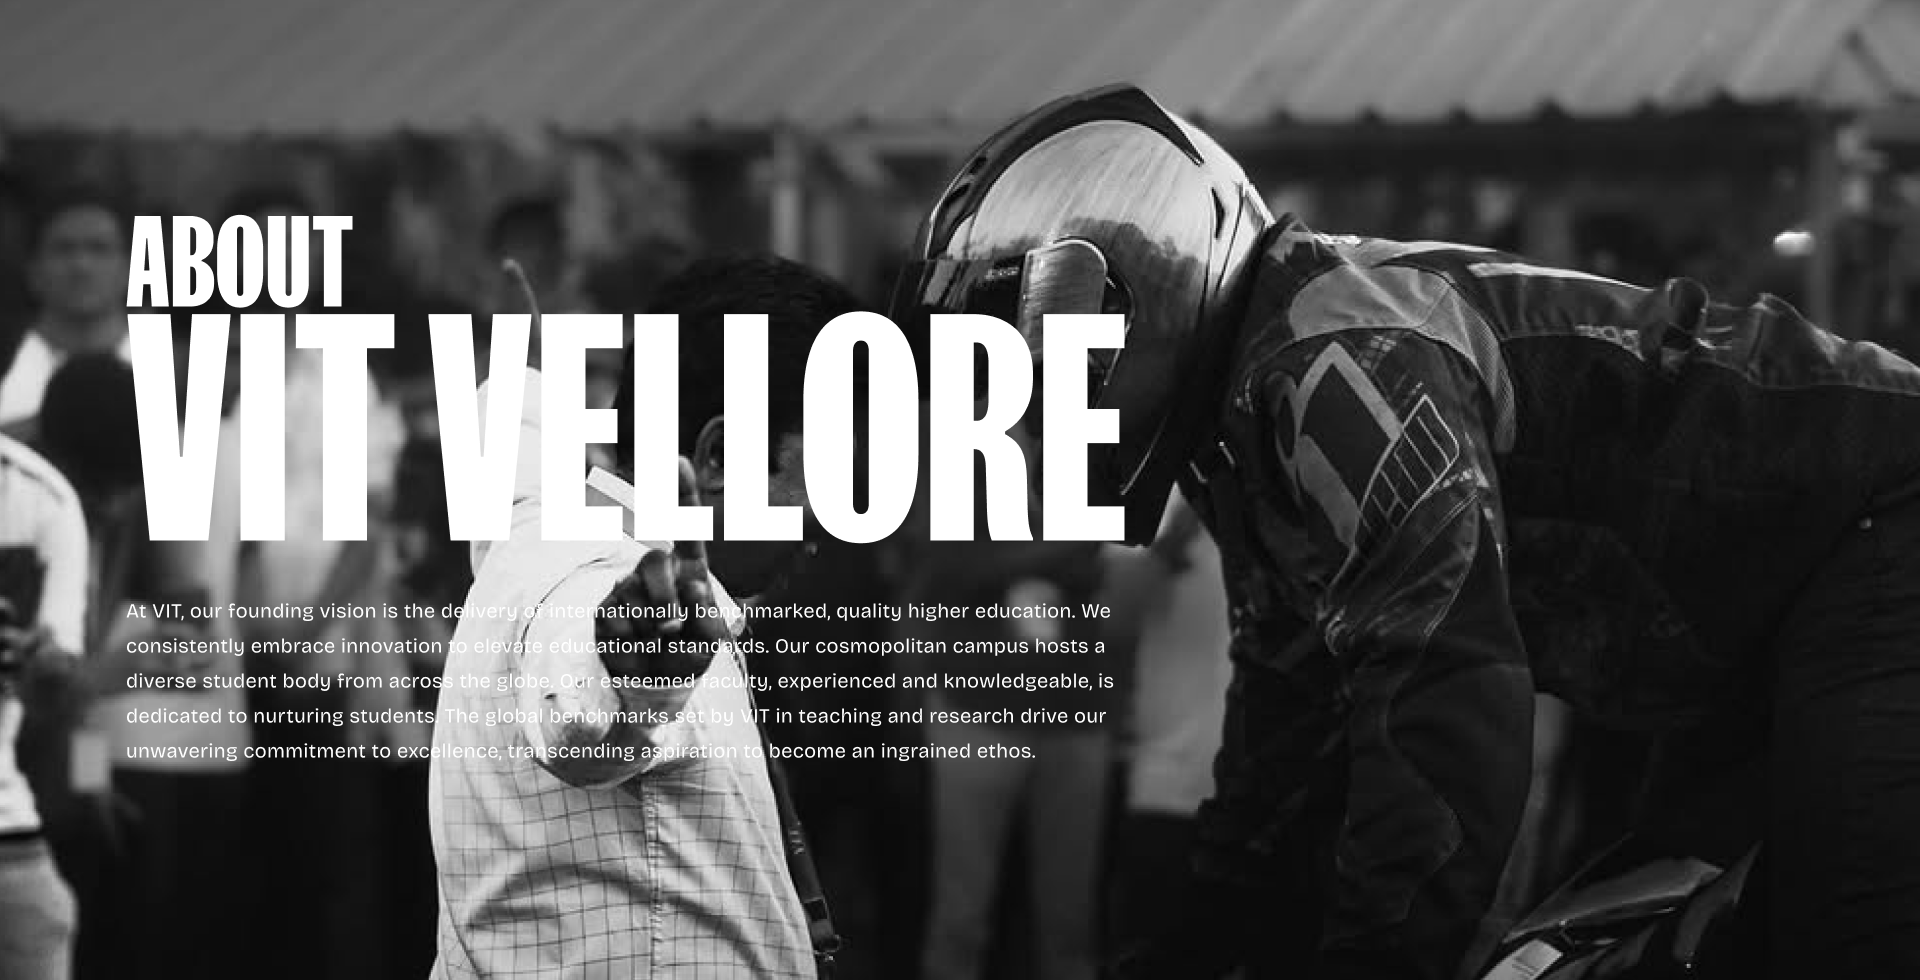 ABOUT
VIT VELLORE
At VIT, our founding vision is the delivery of internationally benchmarked, quality higher education. We
consistently embrace innovation to elevate educational standards. Our cosmopolitan campus hosts a
diverse student body from across the globe. Our esteemed faculty, experienced and knowledgeable, is
dedicated to nurturing students. The global benchmarks set by VIT in teaching and research drive our
unwavering commitment to excellence, transcending aspiration to become an ingrained ethos.